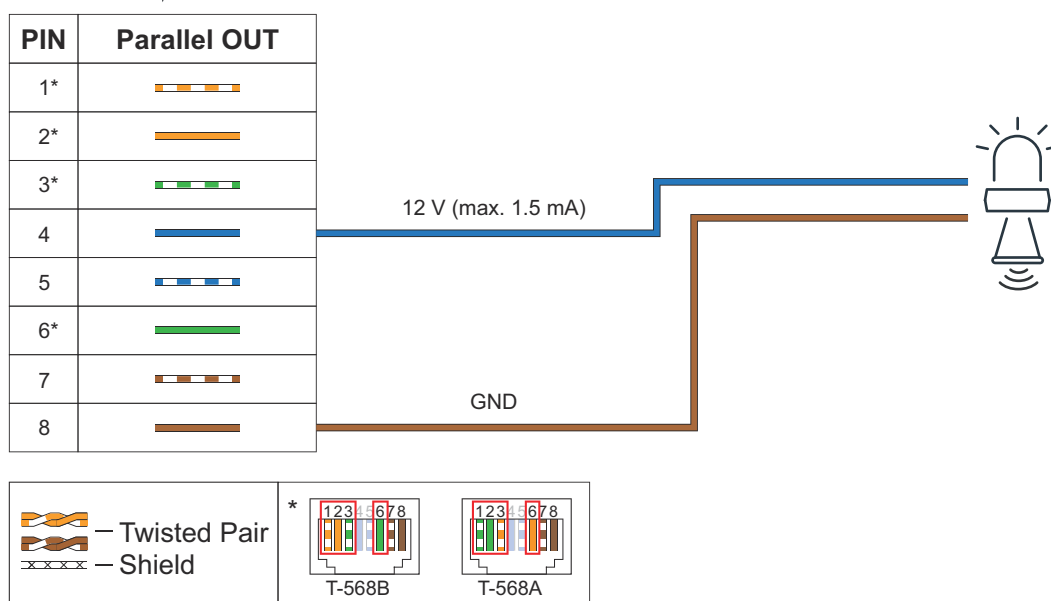 PIN Parallel OUT
1*
2*
3*
12 V (max. 1.5 mA)
4
5
6*
7
GND
8
Twisted Pair
Shield
*
12345678
12345678
T-568B
T-568A